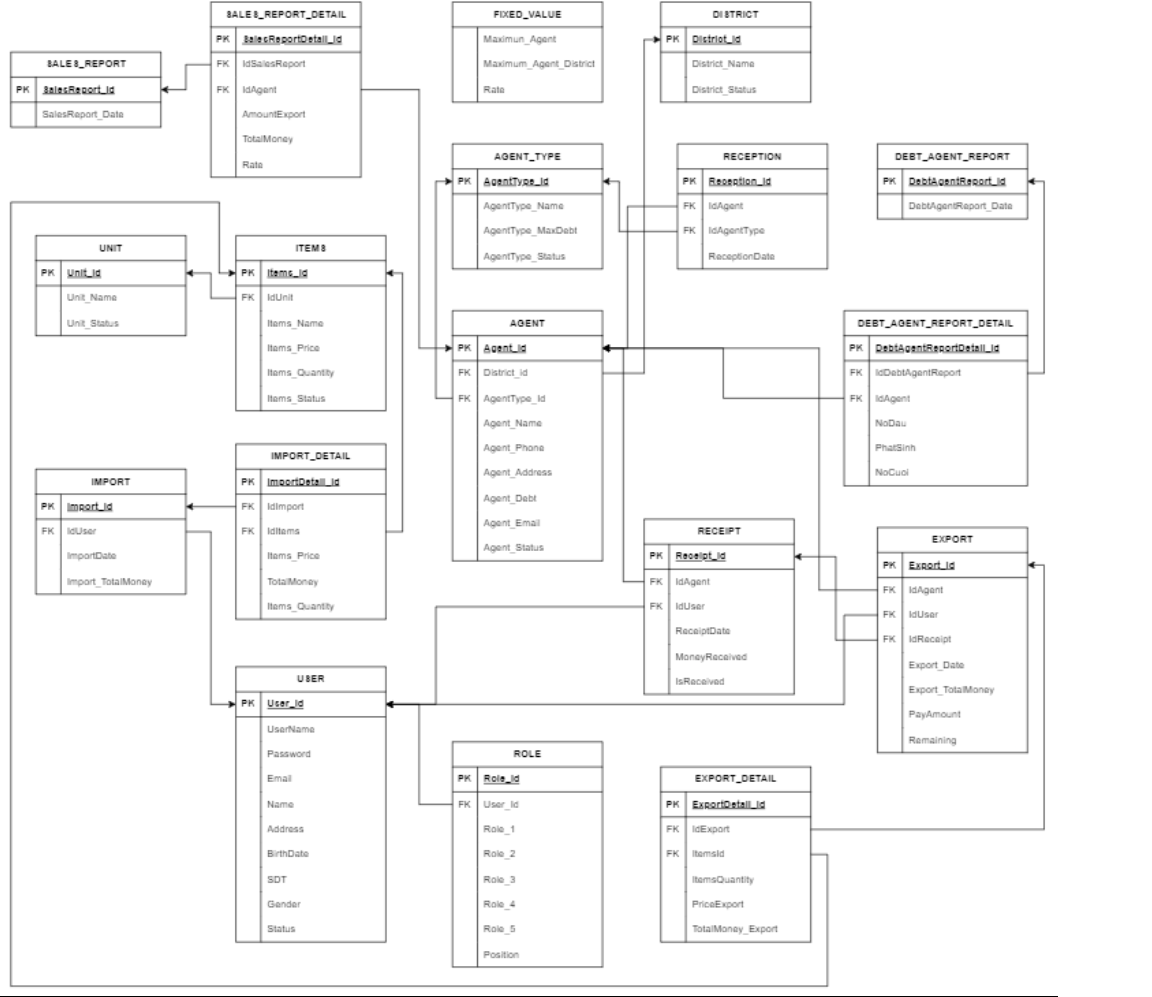 SALES_REPORT_DETAIL
PK SalesReportDetail_Id
FK IdSalesReport
FK IdAgent
AmountExport
TotalMoney
Rate
FIXED_VALUE
Maximun_Agent
Maximum_Agent_District
Rate
DISTRICT
PK District_Id
District_Name
District_Status
SALES_REPORT
PK SalesReport_Id
SalesReport_Date
AGENT_TYPE
PK AgentType_Id
AgentType_Name
AgentType_MaxDebt
AgentType_Status
RECEPTION
PK Reception_Id
FK IdAgent
FK IdAgentType
ReceptionDate
DEBT_AGENT_REPORT
PK DebtAgentReport_Id
DebtAgentReport_Date
UNIT
PK Unit_Id
Unit_Name
Unit_Status
ITEMS
PK Items_Id
FK IdUnit
Items_Name
Items_Price
Items_Quantity
Items_Status
AGENT
PK Agent_Id
FK District_id
FK AgentType_Id
Agent_Name
Agent_Phone
Agent_Address
Agent_Debt
Agent_Email
Agent_Status
DEBT_AGENT_REPORT_DETAIL
PK DebtAgentReportDetail_Id
FK IdDebtAgentReport
FK IdAgent
NoDau
PhatSinh
NoCuoi
IMPORT
PK Import_Id
FK IdUser
ImportDate
Import_TotalMoney
IMPORT_DETAIL
PK ImportDetail_Id
FK IdImport
FK IdItems
Items_Price
TotalMoney
Items_Quantity
RECEIPT
PK Receipt_Id
FK IdAgent
FK IdUser
ReceiptDate
MoneyReceived
IsReceived
EXPORT
PK Export_Id
FK IdAgent
FK IdUser
FK IdReceipt
Export_Date
Export_TotalMoney
PayAmount
Remaining
USER
PK User_Id
UserName
Password
Email
Name
Address
BirthDate
SDT
Gender
Status
ROLE
PK Role_Id
FK User_Id
Role_1
Role_2
Role_3
Role_4
Role_5
Position
EXPORT_DETAIL
PK ExportDetail_Id
FK IdExport
FK ItemsId
ItemsQuantity
PriceExport
TotalMoney_Export